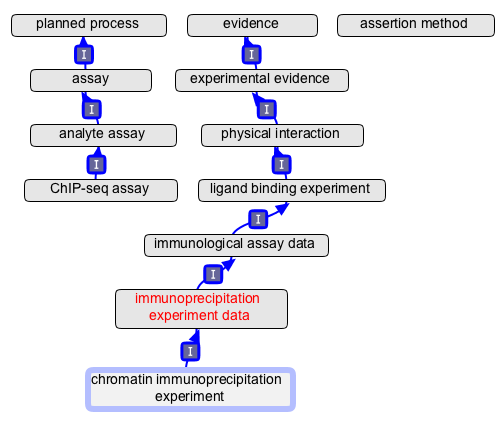 planned process
evidence
assertion method
I
I
assay
experimental evidence
I
I
analyte assay
physical interaction
I
I
ChIP-seq assay
ligand binding experiment
I
immunological assay data
I
immunoprecipitation
experiment data
I
chromatin immunoprecipitation
experiment